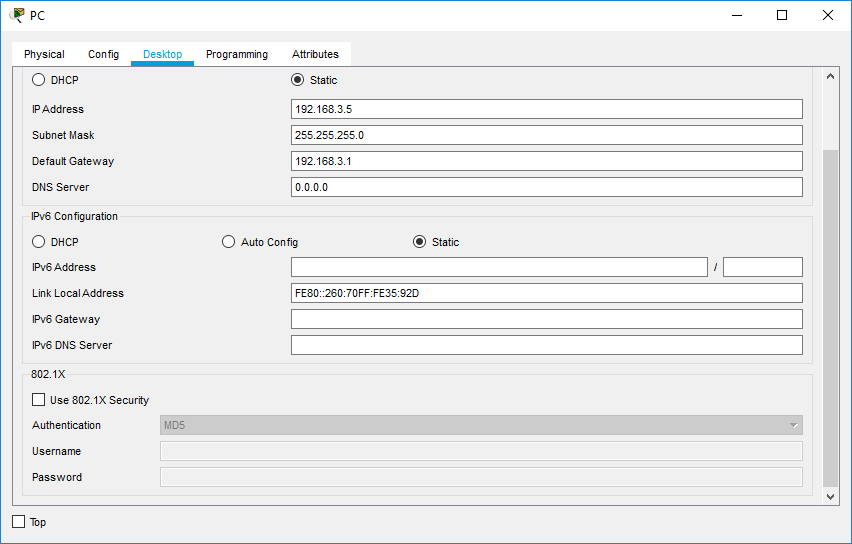 PC
Physical Config Desktop Programming Attributes
DHCP Static
IP Address 192.168.3.5
Subnet Mask 255.255.255.0
Default Gateway 192.168.3.1
DNS Server 0.0.0.0
IPv6 Configuration
DHCP Auto Config Static
IPv6 Address /
Link Local Address FE80::260:70FF:FE35:92D
IPv6 Gateway
IPv6 DNS Server
802.1X
Use 802.1X Security
Authentication MD5
Username
Password
Top